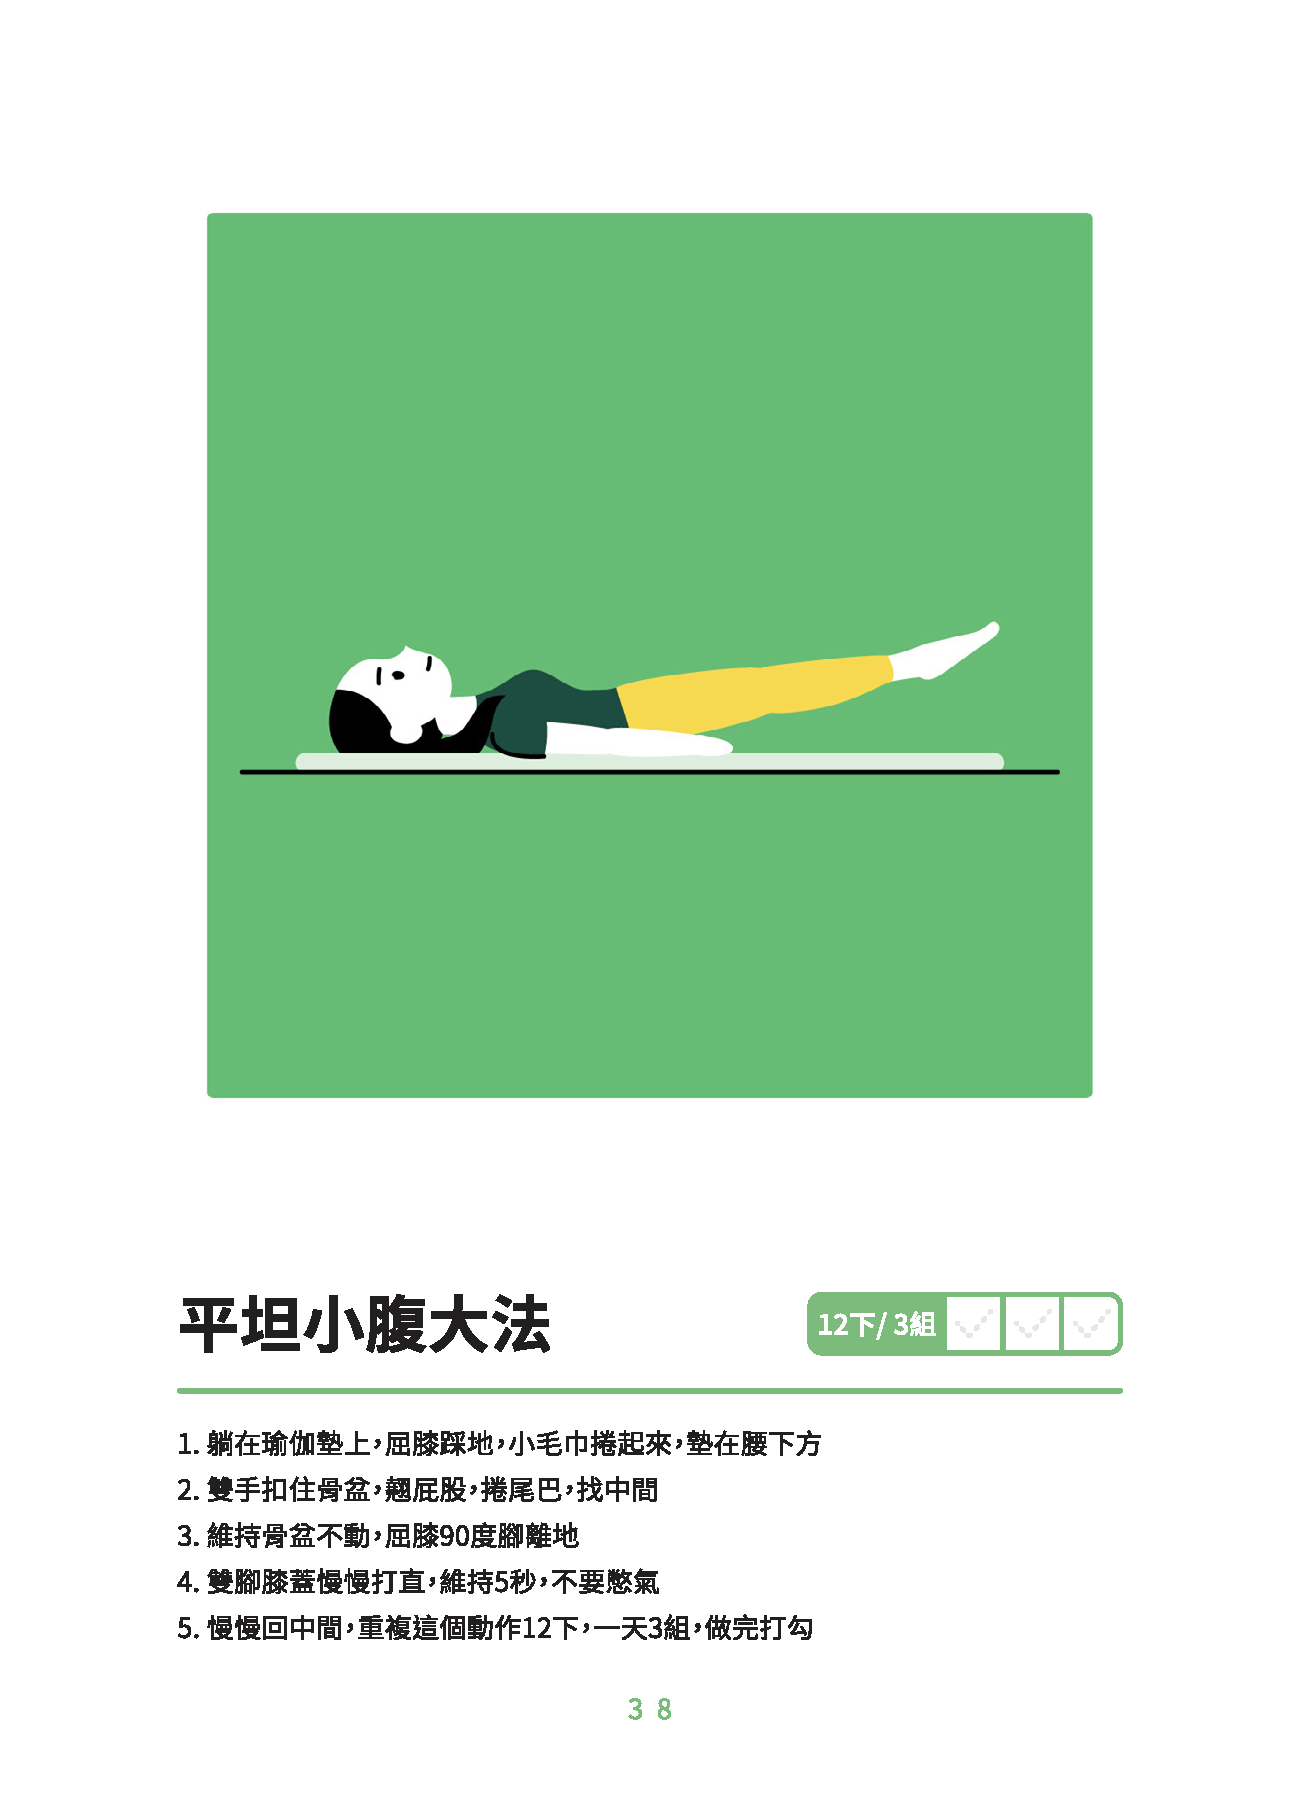 平坦小腹大法
12下/ 3組
1. 躺在瑜伽墊上,屈膝踩地,小毛巾捲起來,墊在腰下方
2. 雙手扣住骨盆,翹屁股,捲尾巴,找中間
3. 維持骨盆不動,屈膝90度腳離地
4. 雙腳膝蓋慢慢打直,維持5秒,不要憋氣
5. 慢慢回中間,重複這個動作12下,一天3組,做完打勾
38